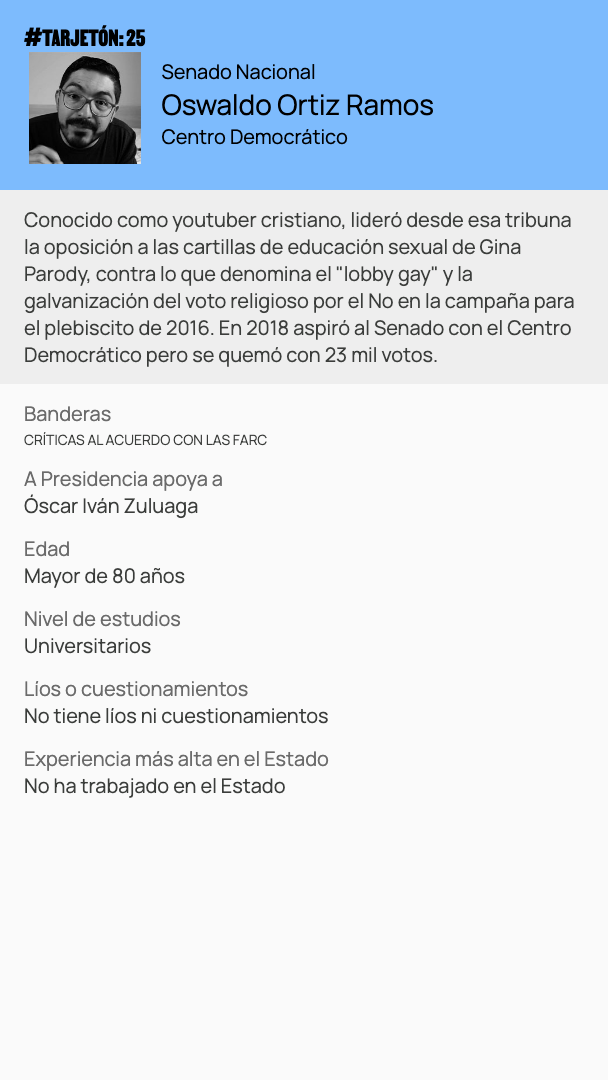 #TARJETÓN: 25
Senado Nacional
Oswaldo Ortiz Ramos
Centro Democrático
Conocido como youtuber cristiano, lideró desde esa tribuna
la oposición a las cartillas de educación sexual de Gina
Parody, contra lo que denomina el "lobby gay" y la
galvanización del voto religioso por el No en la campaña para
el plebiscito de 2016. En 2018 aspiró al Senado con el Centro
Democrático pero se quemó con 23 mil votos.
Banderas
CRÍTICAS AL ACUERDO CON LAS FARC
A Presidencia apoya a
Óscar Iván Zuluaga
Edad
Mayor de 80 años
Nivel de estudios
Universitarios
Líos o cuestionamientos
No tiene líos ni cuestionamientos
Experiencia más alta en el Estado
No ha trabajado en el Estado